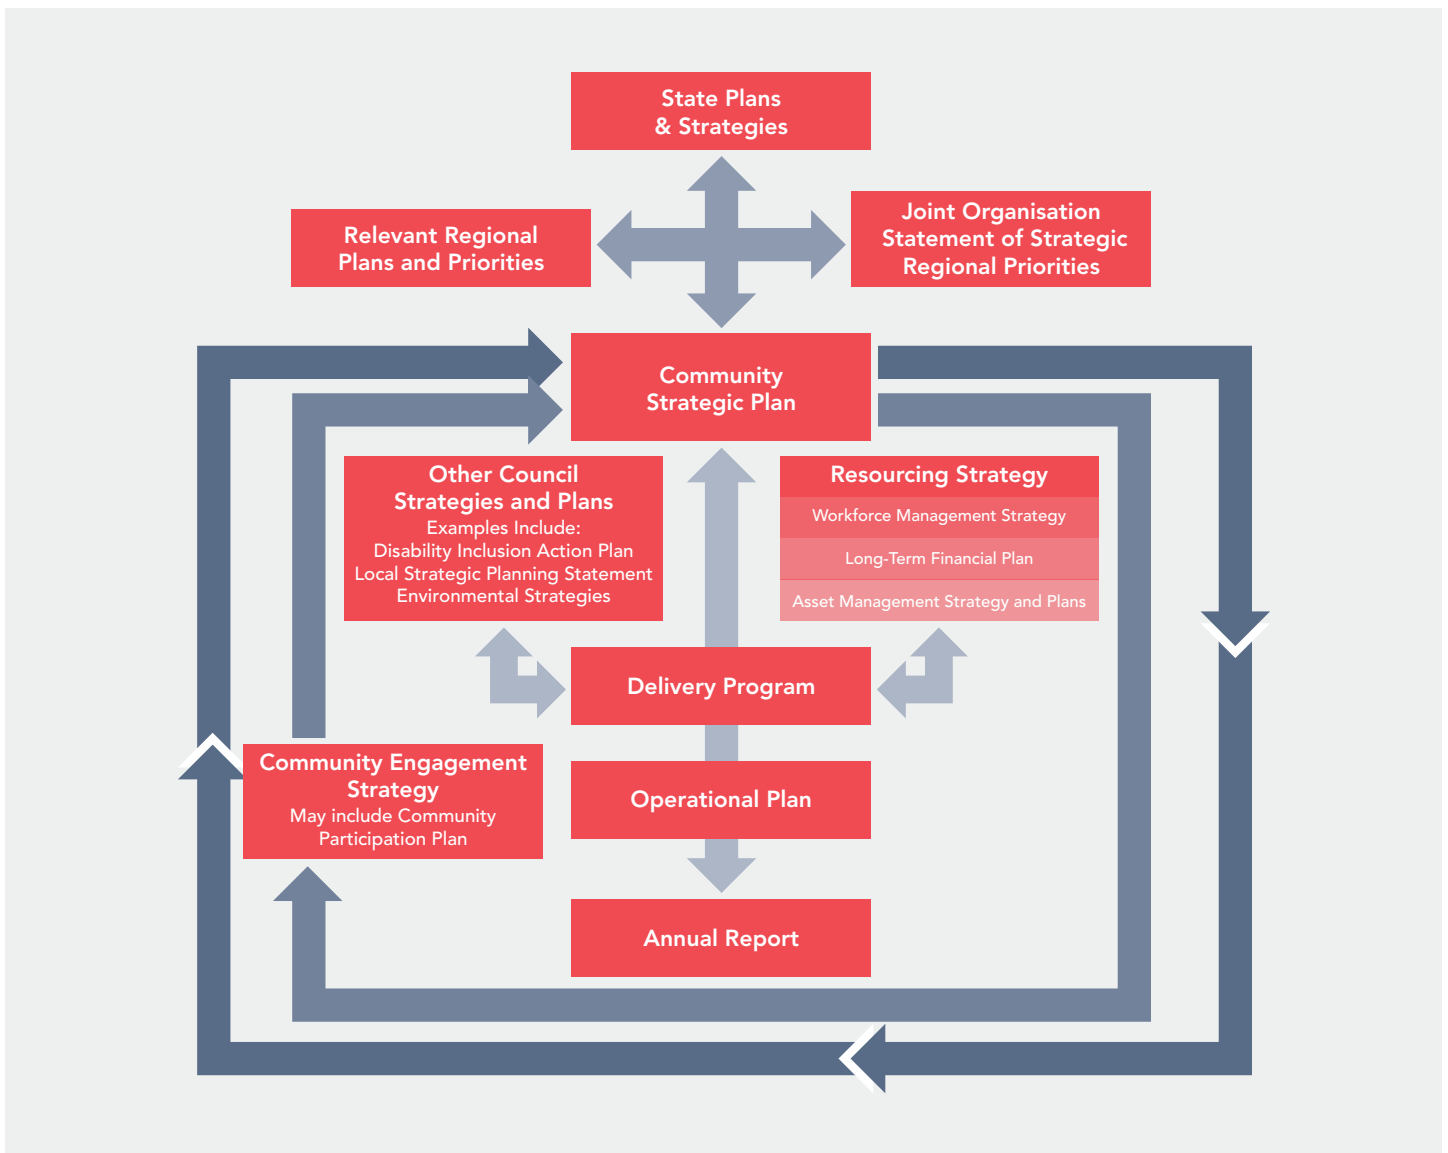 State Plans
& Strategies
Relevant Regional
Plans and Priorities
Joint Organisation
Statement of Strategic
Regional Priorities
Community
Strategic Plan
Other Council
Strategies and Plans
Examples Include:
Disability Inclusion Action Plan
Local Strategic Planning Statement
Environmental Strategies
Resourcing Strategy
Workforce Management Strategy
Long-Term Financial Plan
Asset Management Strategy and Plans
Delivery Program
Community Engagement
Strategy
May include Community
Participation Plan
Operational Plan
Annual Report